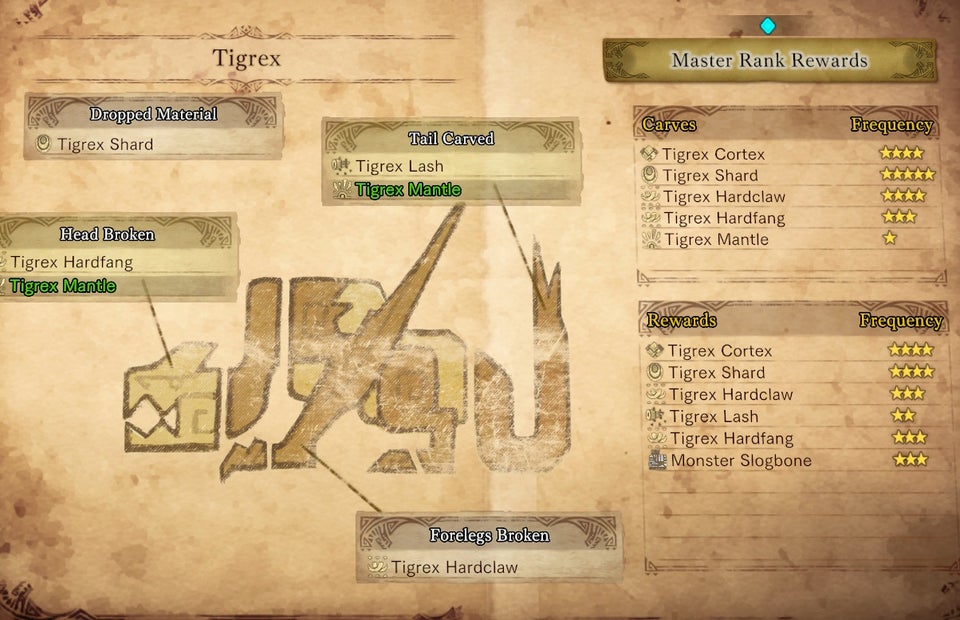 Tigrex
Master Rank Rewards
Dropped Material
Tigrex Shard
Tail Carved
Tigrex Lash
Tigrex Mantle
Head Broken
Tigrex Hardfang
Tigrex Mantle
Forelegs Broken
Tigrex Hardclaw
Carves Frequency
Tigrex Cortex ★★★★
Tigrex Shard ★★★★★
Tigrex Hardclaw ★★★★
Tigrex Hardfang ★★★
Tigrex Mantle ★
Rewards Frequency
Tigrex Cortex ★★★★
Tigrex Shard ★★★★
Tigrex Hardclaw ★★★
Tigrex Lash ★★
Tigrex Hardfang ★★★
Monster Slogbone ★★★